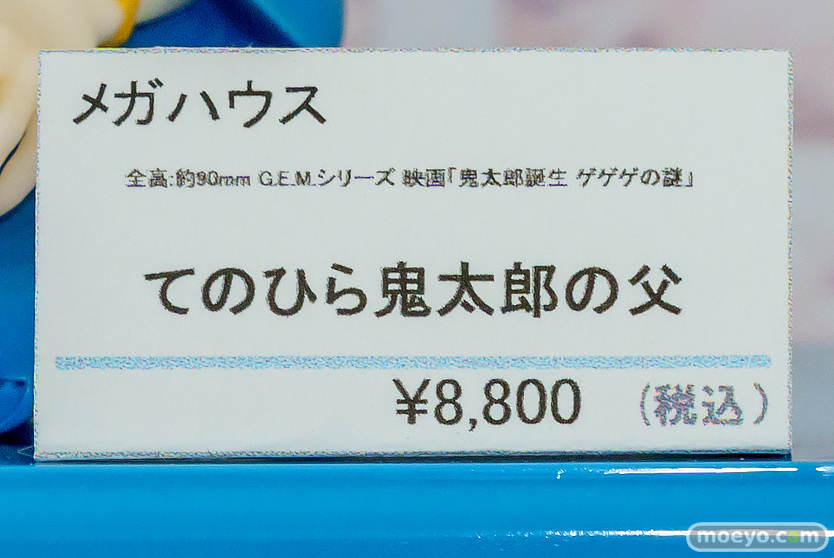 メガハウス
全高:約90mm G.E.M.シリーズ 映画｢鬼太郎誕生 ゲゲゲの謎｣
てのひら鬼太郎の父
¥8,800 (税込)
moeyo.com